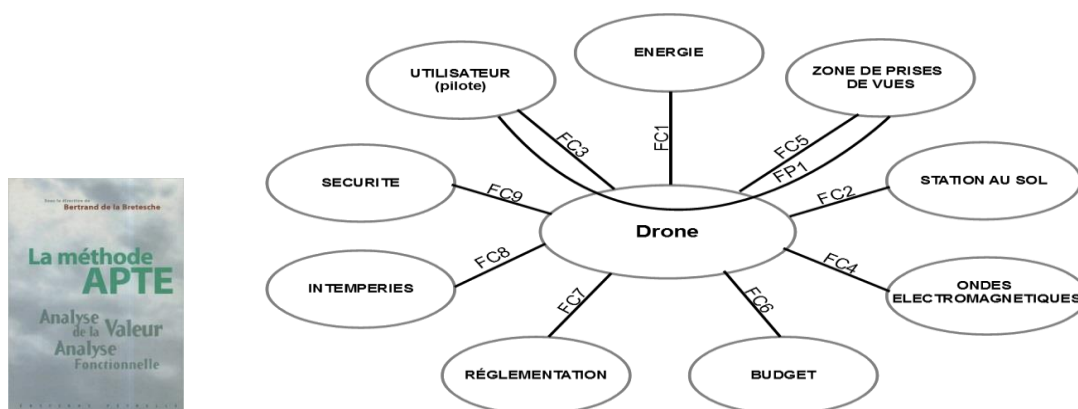 Sous la direction de
Bertrand de la Bretesche
La méthode
APTE
Analyse
de la Valeur
Analyse
Fonctionnelle
ENERGIE
UTILISATEUR
(pilote)
ZONE DE PRISES
DE VUES
FC3
FC1
FC5
FP1
SECURITE
FC9
FC2
STATION AU SOL
Drone
INTEMPERIES
FC8
FC4
ONDES
ELECTROMAGNETIQUES
FC7
FC6
RÉGLEMENTATION
BUDGET